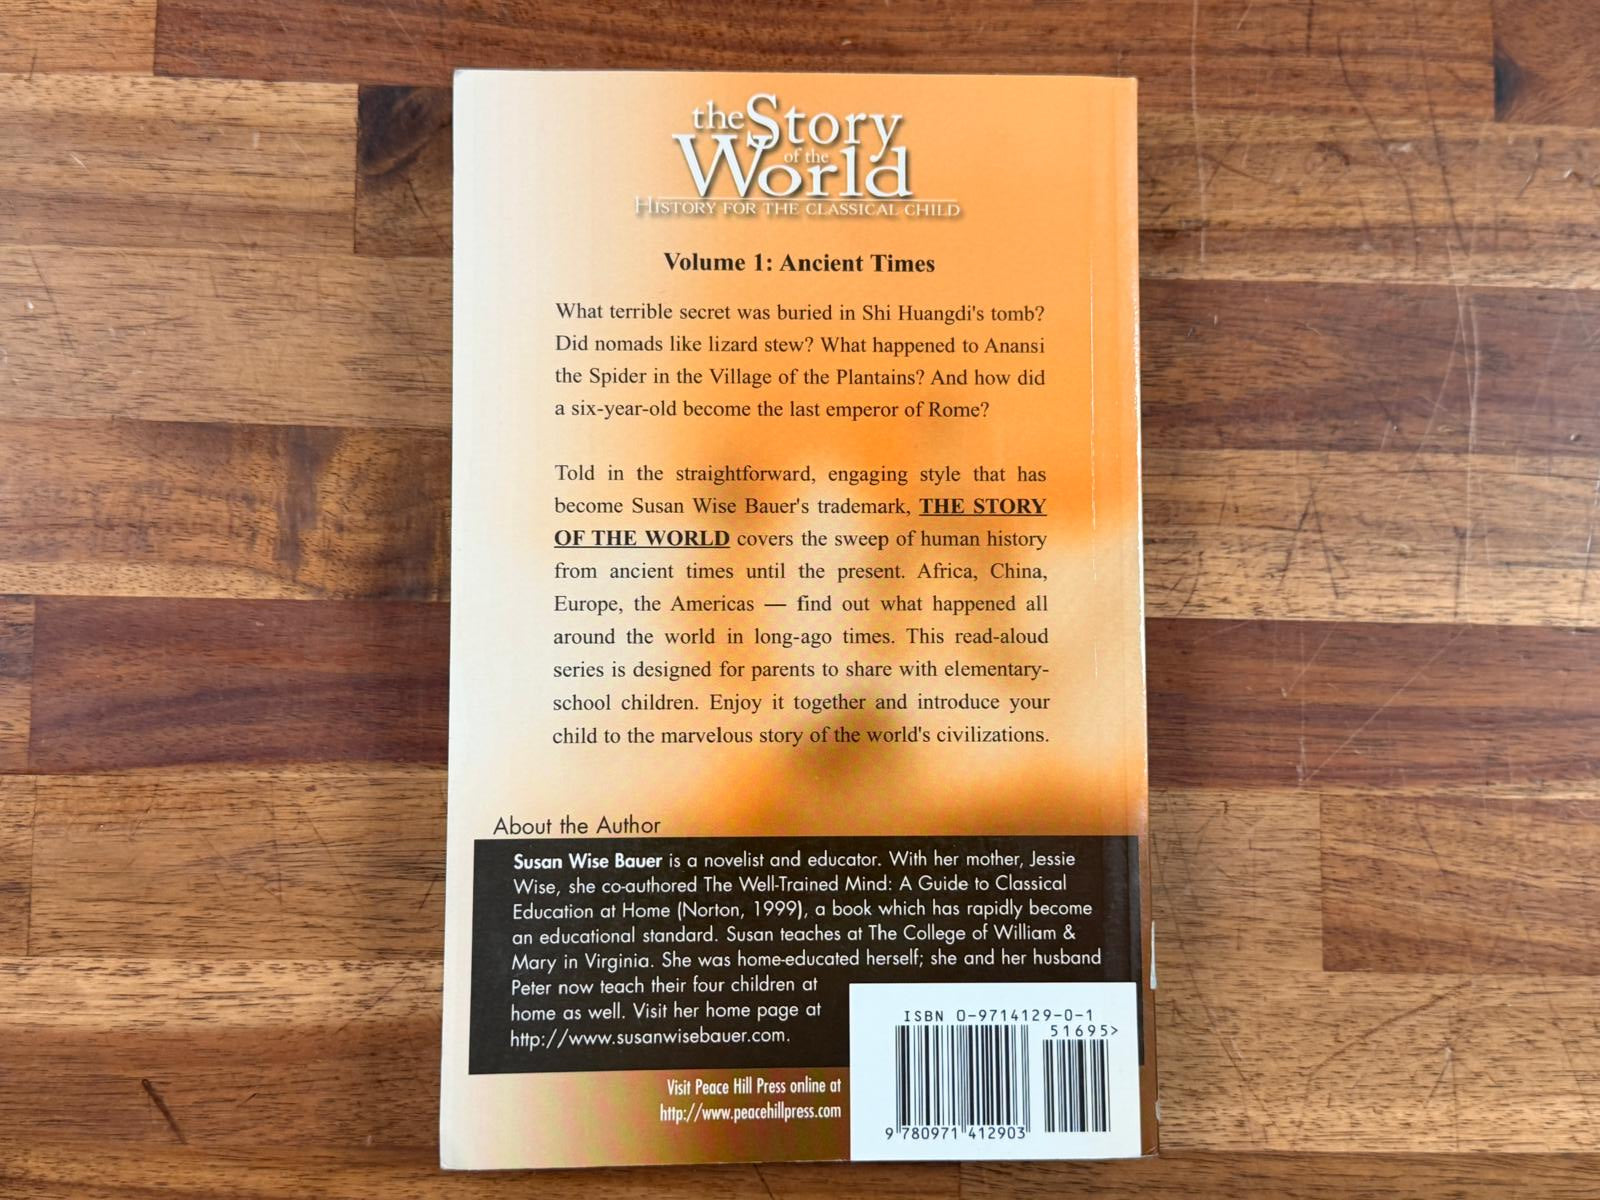 the Story
of the
World
HISTORY FOR THE CLASSICAL CHILD
Volume 1: Ancient Times
What terrible secret was buried in Shi Huangdi's tomb?
Did nomads like lizard stew? What happened to Anansi
the Spider in the Village of the Plantains? And how did
a six-year-old become the last emperor of Rome?
Told in the straightforward, engaging style that has
become Susan Wise Bauer's trademark, THE STORY
OF THE WORLD covers the sweep of human history
from ancient times until the present. Africa, China,
Europe, the Americas — find out what happened all
around the world in long-ago times. This read-aloud
series is designed for parents to share with elementary-
school children. Enjoy it together and introduce your
child to the marvelous story of the world's civilizations.
About the Author
Susan Wise Bauer is a novelist and educator. With her mother, Jessie
Wise, she co-authored The Well-Trained Mind: A Guide to Classical
Education at Home (Norton, 1999), a book which has rapidly become
an educational standard. Susan teaches at The College of William &
Mary in Virginia. She was home-educated herself; she and her husband
Peter now teach their four children at
home as well. Visit her home page at
http://www.susanwisebauer.com.
Visit Peace Hill Press online at
http://www.peacehillpress.com
ISBN 0-9714129-0-1
51695>
9 780971 412903